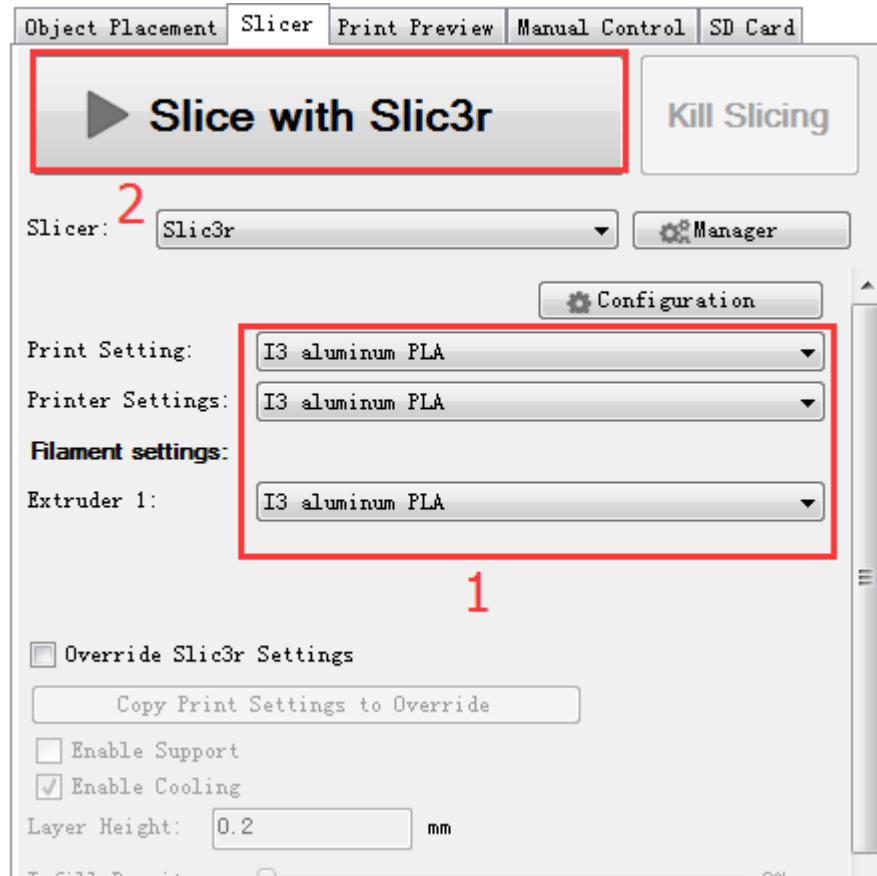 Object Placement Slicer Print Preview Manual Control SD Card
Slice with Slic3r Kill Slicing
2
Slicer: Slic3r Manager
Configuration
Print Setting: I3 aluminum PLA
Printer Settings: I3 aluminum PLA
Filament settings:
Extruder 1: I3 aluminum PLA
1
Override Slic3r Settings
Copy Print Settings to Override
Enable Support
Enable Cooling
Layer Height: 0.2 mm